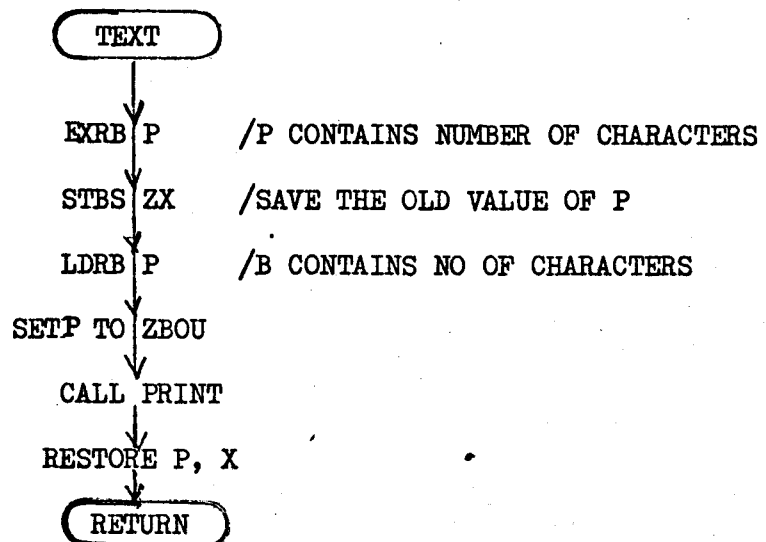 TEXT
EXRB P /P CONTAINS NUMBER OF CHARACTERS
STBS ZX /SAVE THE OLD VALUE OF P
LDRB P /B CONTAINS NO OF CHARACTERS
SETP TO ZBOU
CALL PRINT
RESTORE P, X
RETURN